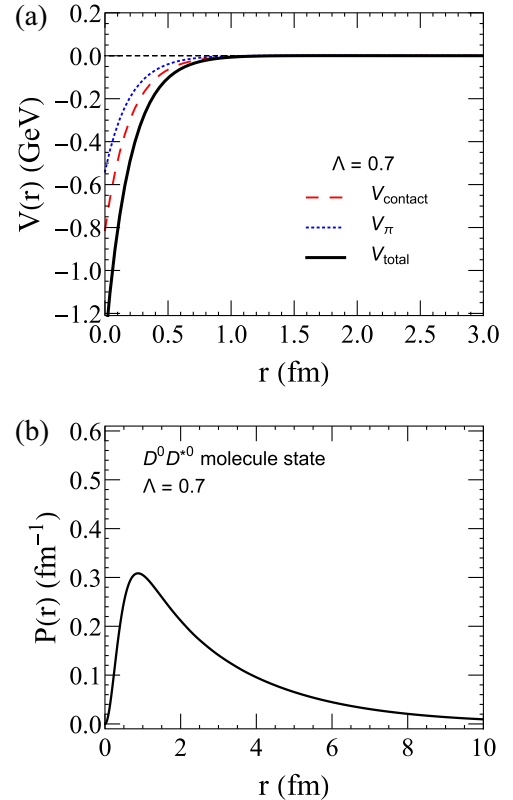 (a)
0.2
0.0
−0.2
−0.4
−0.6
−0.8
−1.0
−1.2
V(r) (GeV)
Λ = 0.7
V_contact
V_π
V_total
0.0 0.5 1.0 1.5 2.0 2.5 3.0
r (fm)
(b)
0.6
0.5
0.4
0.3
0.2
0.1
0.0
P(r) (fm⁻¹)
D⁰D*⁰ molecule state
Λ = 0.7
0 2 4 6 8 10
r (fm)